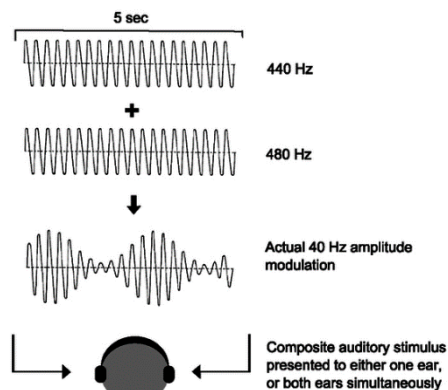 5 sec
440 Hz
+
480 Hz
Actual 40 Hz amplitude
modulation
Composite auditory stimulus
presented to either one ear,
or both ears simultaneously